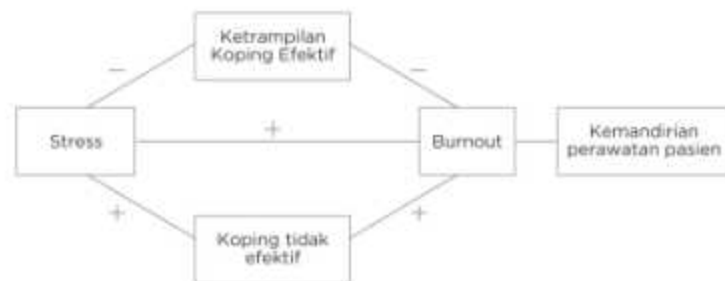 Ketrampilan
Koping Efektif
–
–
Stress
+
Burnout
Kemandirian
perawatan pasien
+
+
Koping tidak
efektif